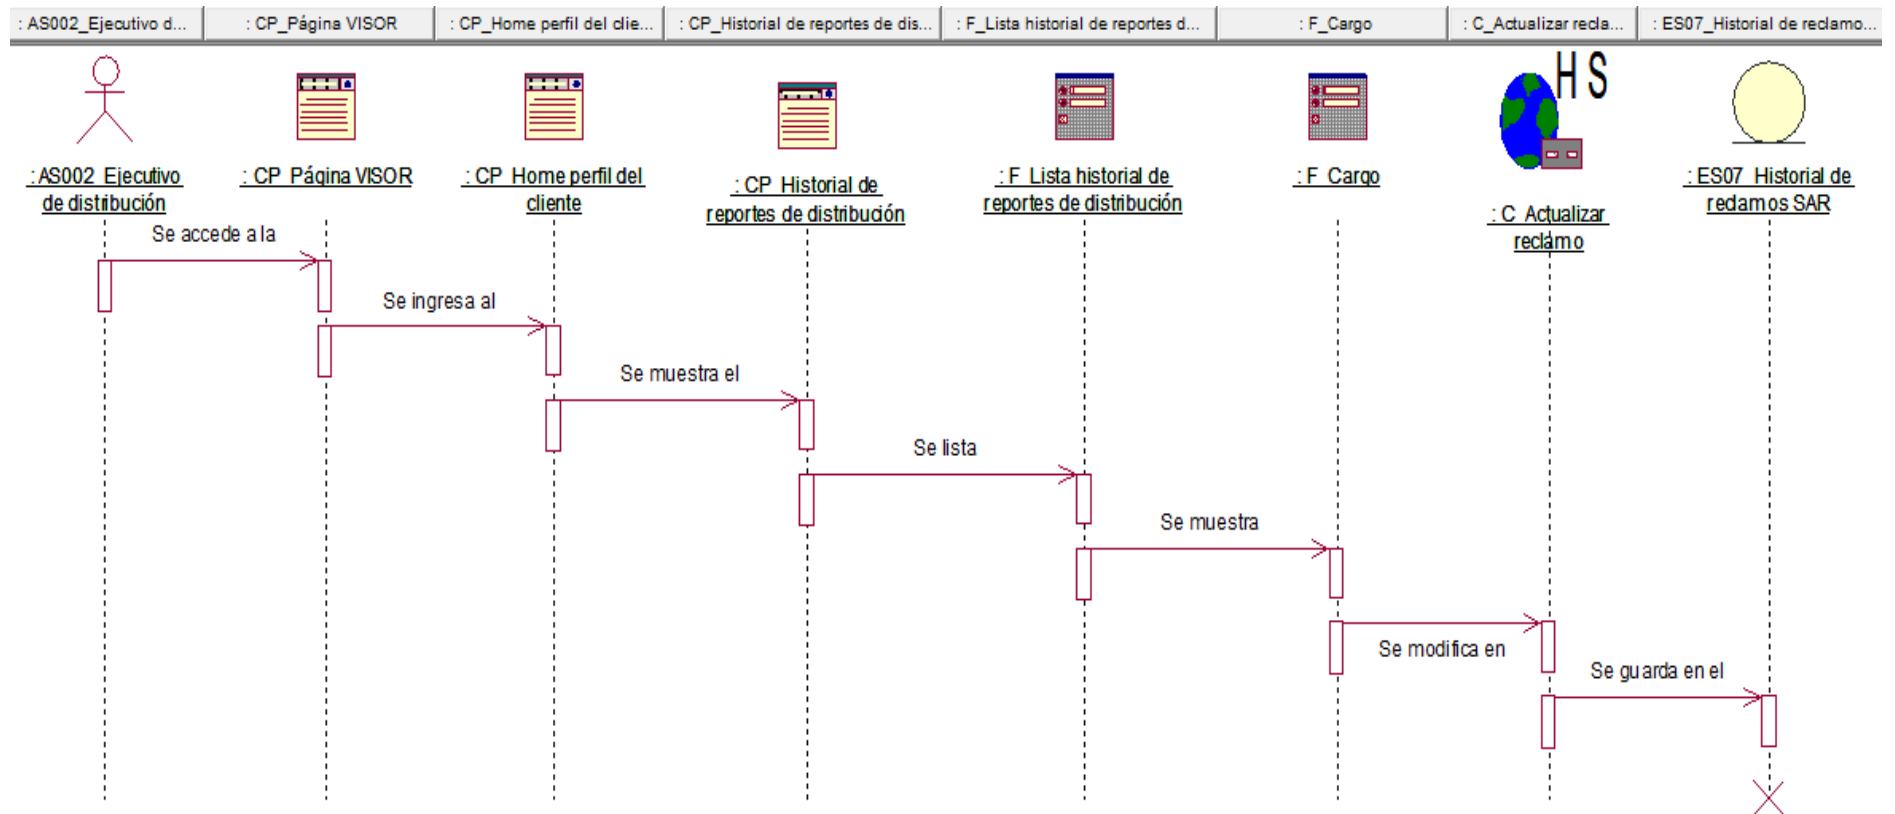 : AS002_Ejecutivo d...
: CP_Página VISOR
: CP_Home perfil del clie...
: CP_Historial de reportes de dis...
: F_Lista historial de reportes d...
: F_Cargo
: C_Actualizar recla...
: ES07_Historial de reclamo...
HS
: AS002_Ejecutivo
de distribución
: CP_Página VISOR
: CP_Home perfil del
cliente
: CP_Historial de
reportes de distribución
: F_Lista historial de
reportes de distribución
: F_Cargo
: C_Actualizar
reclamo
: ES07_Historial de
reclamos SAR
Se accede a la
Se ingresa al
Se muestra el
Se lista
Se muestra
Se modifica en
Se guarda en el